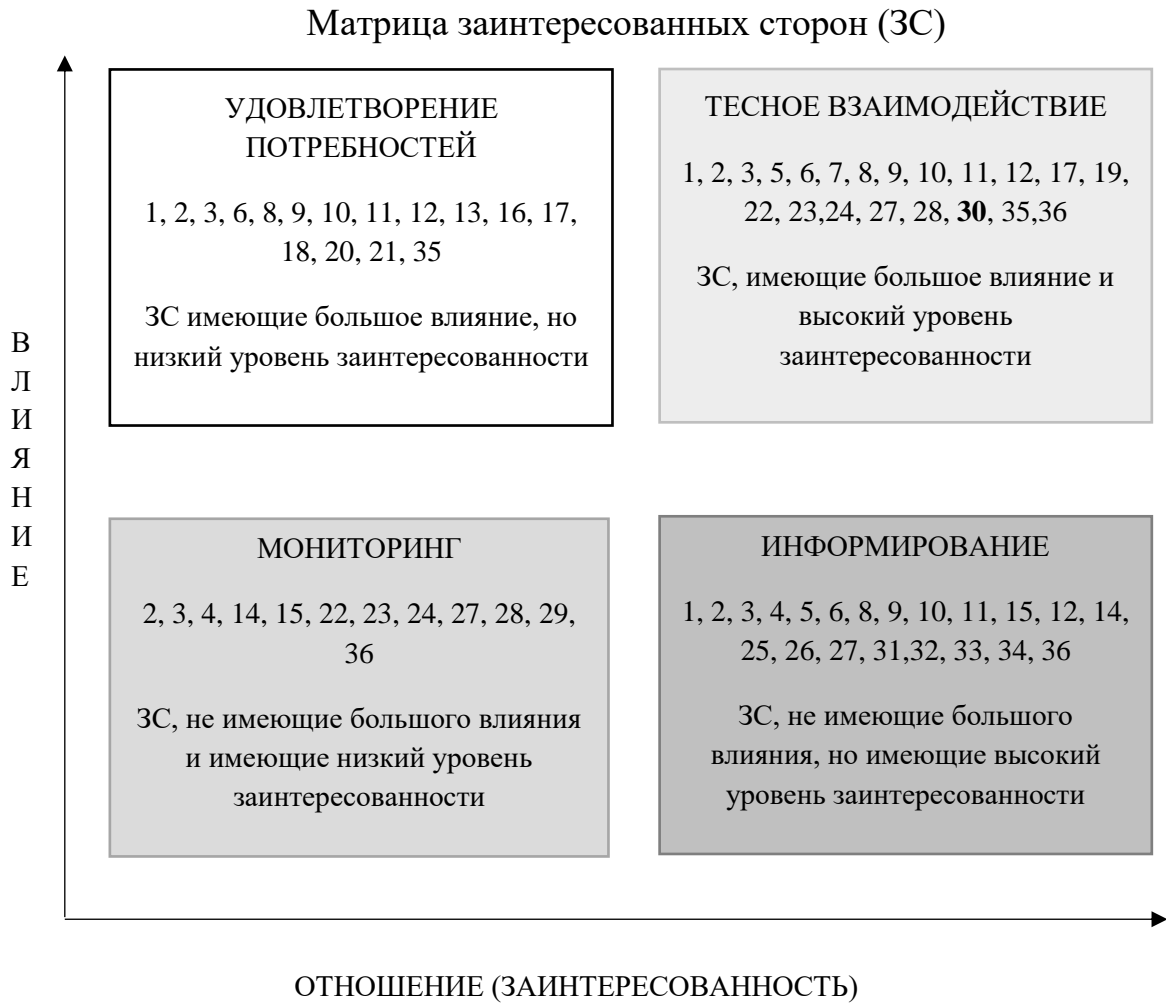 Матрица заинтересованных сторон (ЗС)
УДОВЛЕТВОРЕНИЕ
ПОТРЕБНОСТЕЙ
1, 2, 3, 6, 8, 9, 10, 11, 12, 13, 16, 17,
18, 20, 21, 35
ЗС имеющие большое влияние, но
низкий уровень заинтересованности
ТЕСНОЕ ВЗАИМОДЕЙСТВИЕ
1, 2, 3, 5, 6, 7, 8, 9, 10, 11, 12, 17, 19,
22, 23,24, 27, 28, 30, 35,36
ЗС, имеющие большое влияние и
высокий уровень
заинтересованности
В
Л
И
Я
Н
И
Е
МОНИТОРИНГ
2, 3, 4, 14, 15, 22, 23, 24, 27, 28, 29,
36
ЗС, не имеющие большого влияния
и имеющие низкий уровень
заинтересованности
ИНФОРМИРОВАНИЕ
1, 2, 3, 4, 5, 6, 8, 9, 10, 11, 15, 12, 14,
25, 26, 27, 31,32, 33, 34, 36
ЗС, не имеющие большого
влияния, но имеющие высокий
уровень заинтересованности
ОТНОШЕНИЕ (ЗАИНТЕРЕСОВАННОСТЬ)